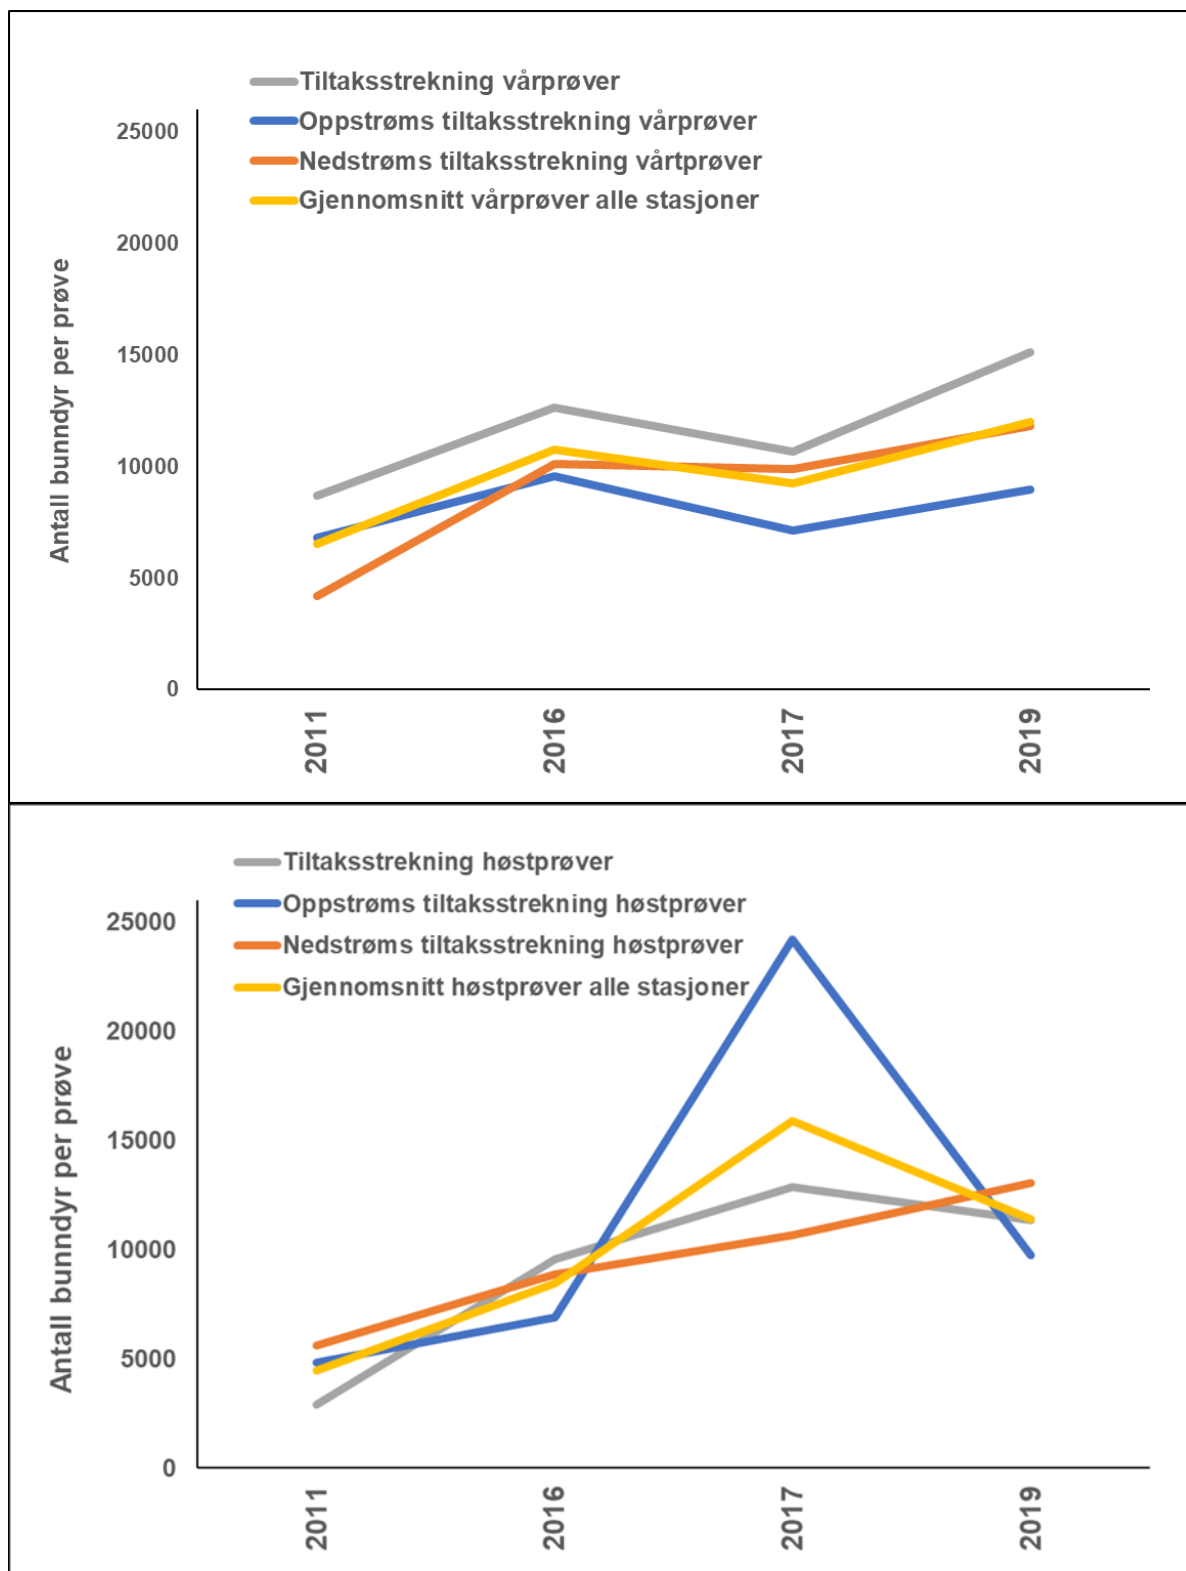 Tiltaksstrekning vårprøver
Oppstrøms tiltaksstrekning vårprøver
Nedstrøms tiltaksstrekning vårtprøver
Gjennomsnitt vårprøver alle stasjoner
Antall bunndyr per prøve
25000
20000
15000
10000
5000
0
2011
2016
2017
2019
Tiltaksstrekning høstprøver
Oppstrøms tiltaksstrekning høstprøver
Nedstrøms tiltaksstrekning høstprøver
Gjennomsnitt høstprøver alle stasjoner
Antall bunndyr per prøve
25000
20000
15000
10000
5000
0
2011
2016
2017
2019